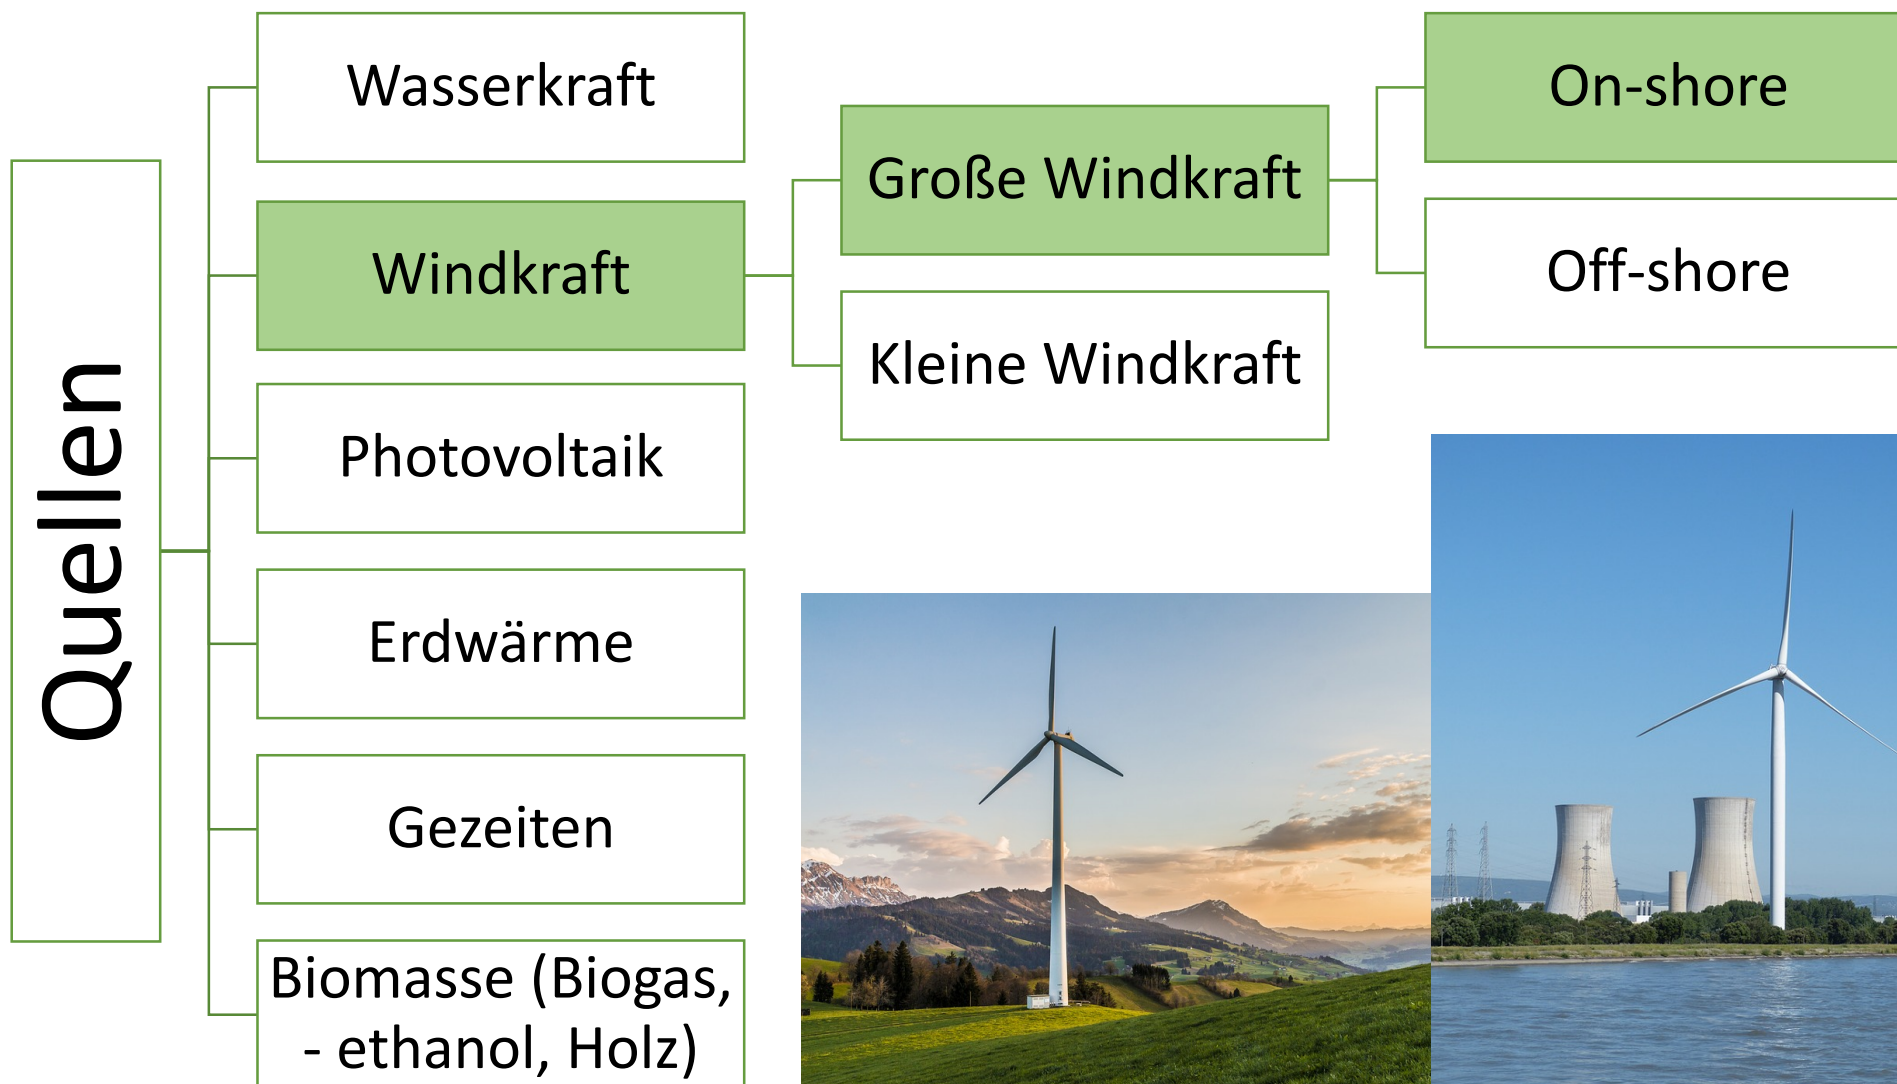 Quellen
Wasserkraft
Windkraft
Photovoltaik
Erdwärme
Gezeiten
Biomasse (Biogas,
- ethanol, Holz)
Große Windkraft
Kleine Windkraft
On-shore
Off-shore